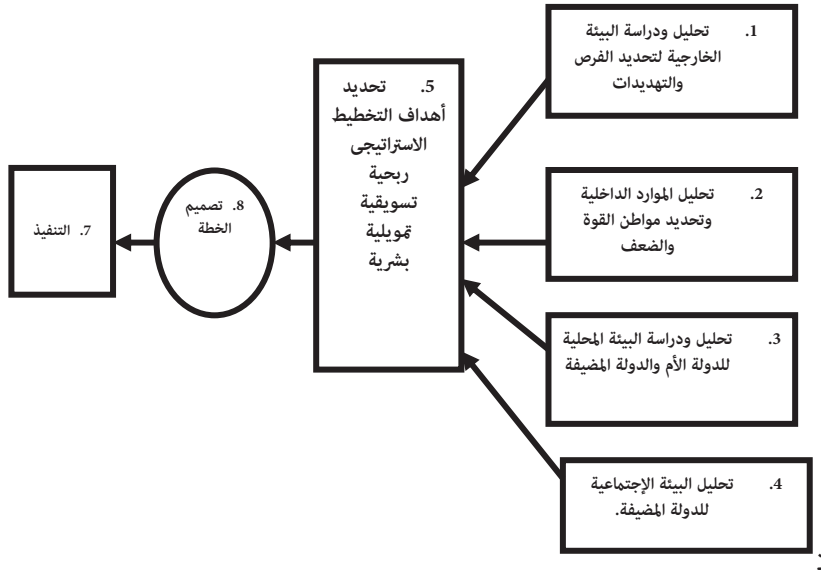 1. تحليل ودراسة البيئة
الخارجية لتحديد الفرص
والتهديدات
2. تحليل الموارد الداخلية
وتحديد مواطن القوة
والضعف
3. تحليل ودراسة البيئة المحلية
للدولة الأم والدولة المضيفة
4. تحليل البيئة الإجتماعية
للدولة المضيفة.
5. تحديد
أهداف التخطيط
الاستراتيجى
ربحية
تسويقية
تمويلية
بشرية
8. تصميم
الخطة
7. التنفيذ